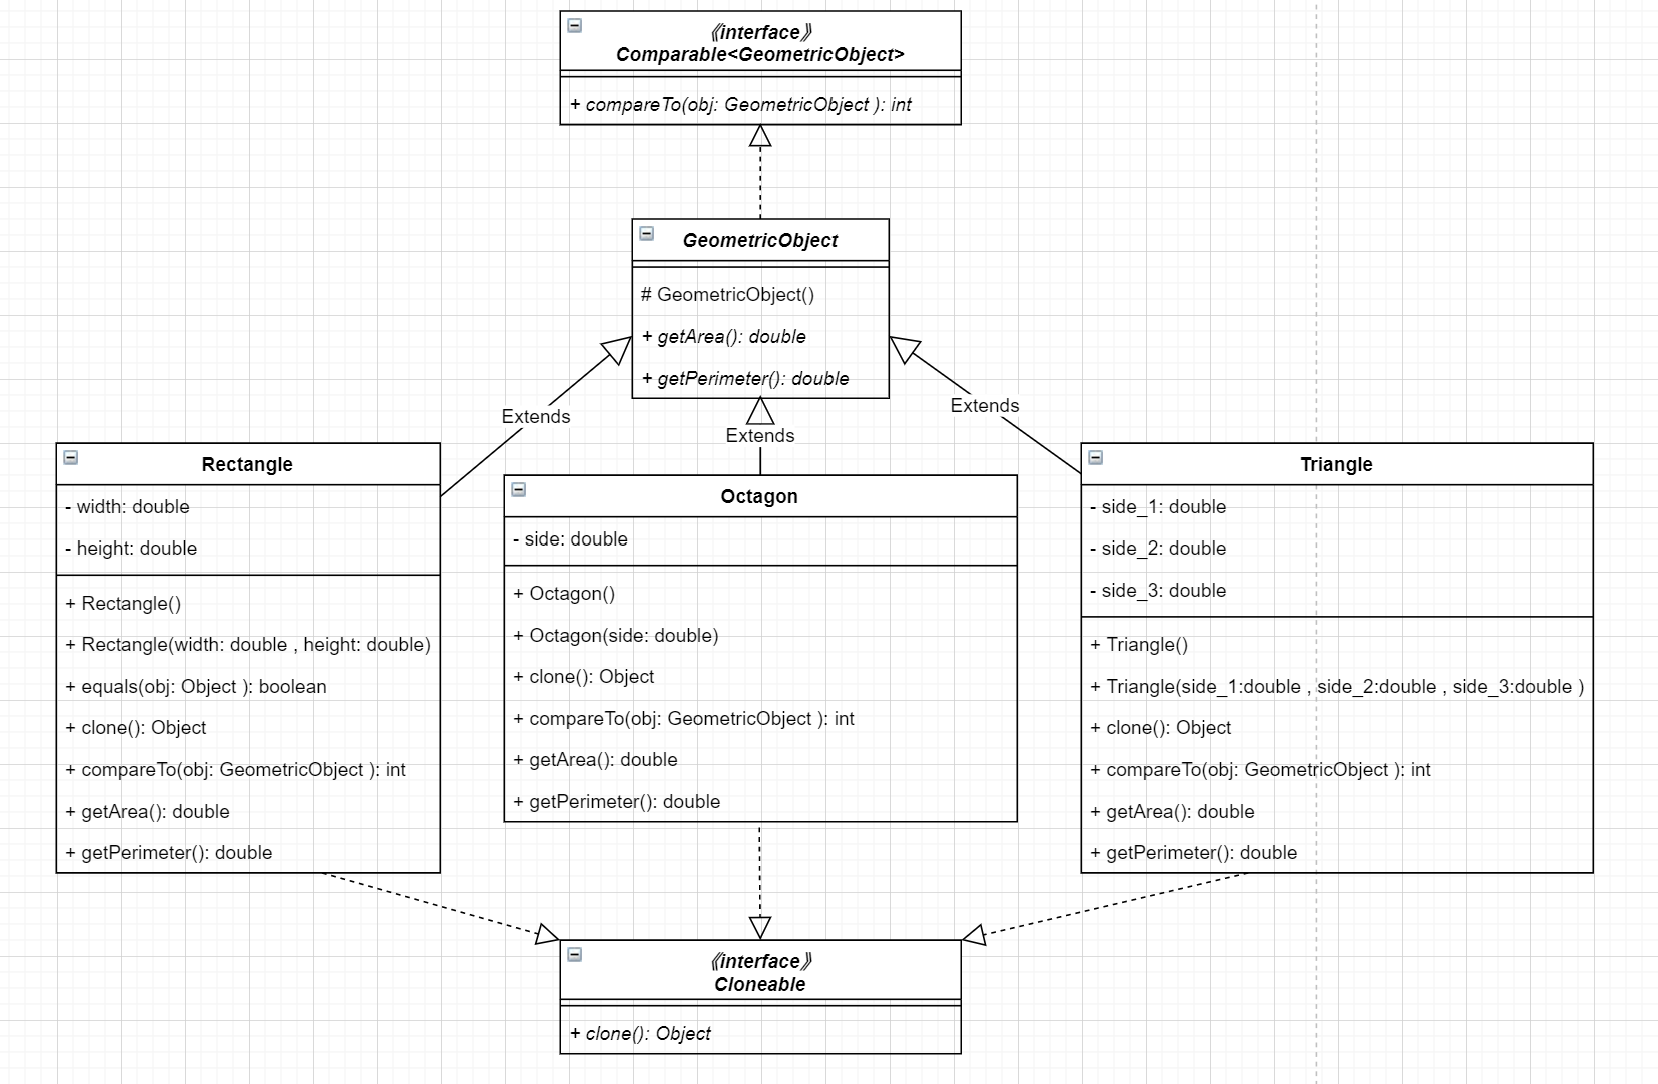 《interface》
Comparable<GeometricObject>
+ compareTo(obj: GeometricObject ): int
GeometricObject
# GeometricObject()
+ getArea(): double
+ getPerimeter(): double
Extends
Extends
Extends
Rectangle
- width: double
- height: double
+ Rectangle()
+ Rectangle(width: double , height: double)
+ equals(obj: Object ): boolean
+ clone(): Object
+ compareTo(obj: GeometricObject ): int
+ getArea(): double
+ getPerimeter(): double
Octagon
- side: double
+ Octagon()
+ Octagon(side: double)
+ clone(): Object
+ compareTo(obj: GeometricObject ): int
+ getArea(): double
+ getPerimeter(): double
Triangle
- side_1: double
- side_2: double
- side_3: double
+ Triangle()
+ Triangle(side_1:double , side_2:double , side_3:double )
+ clone(): Object
+ compareTo(obj: GeometricObject ): int
+ getArea(): double
+ getPerimeter(): double
《interface》
Cloneable
+ clone(): Object